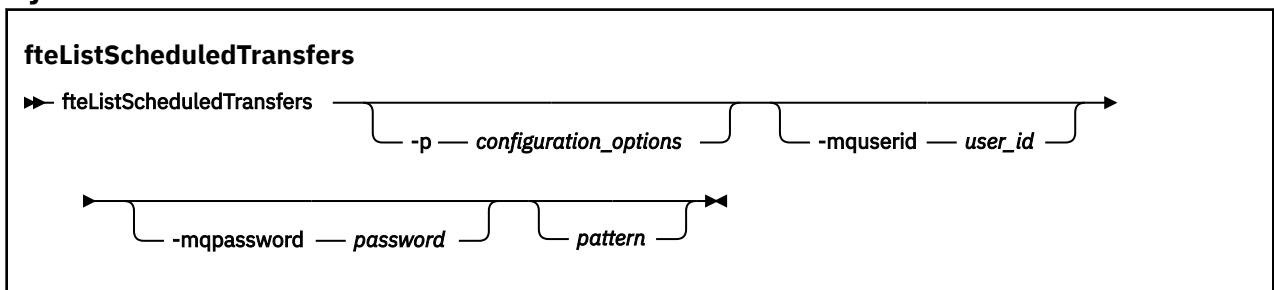 fteListScheduledTransfers
fteListScheduledTransfers
-p configuration_options -mquserid user_id
-mqpassword password pattern